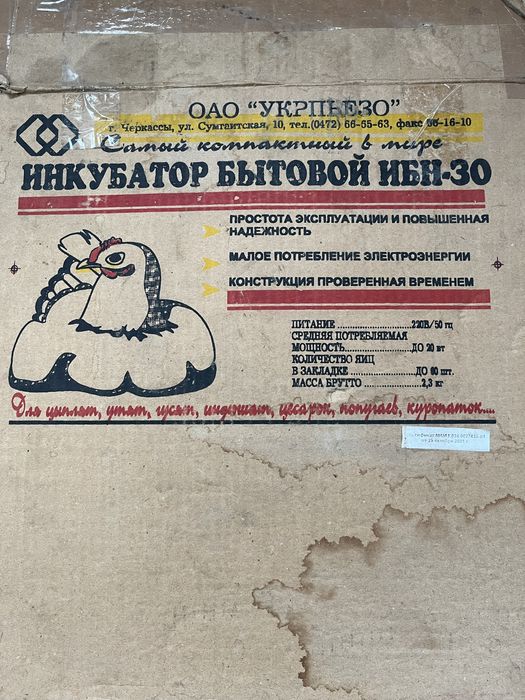 ОАО "УКРПЬЕЗО"
г. Черкассы, ул. Сумгаитская, 10, тел.(0472) 66-55-63, факс 66-16-10
Самый компактный в мире
ИНКУБАТОР БЫТОВОЙ ИБН-30
ПРОСТОТА ЭКСПЛУАТАЦИИ И ПОВЫШЕННАЯ
НАДЕЖНОСТЬ
МАЛОЕ ПОТРЕБЛЕНИЕ ЭЛЕКТРОЭНЕРГИИ
КОНСТРУКЦИЯ ПРОВЕРЕННАЯ ВРЕМЕНЕМ
ПИТАНИЕ ....................220В/50 гц
СРЕДНЯЯ ПОТРЕБЛЯЕМАЯ
МОЩНОСТЬ....................ДО 20 вт
КОЛИЧЕСТВО ЯИЦ
В ЗАКЛАДКЕ ....................ДО 60 шт.
МАССА БРУТТО ....................2,3 кг
Для цыплят, утят, гусят, индюшат, цесарок, попугаев, куропаток....